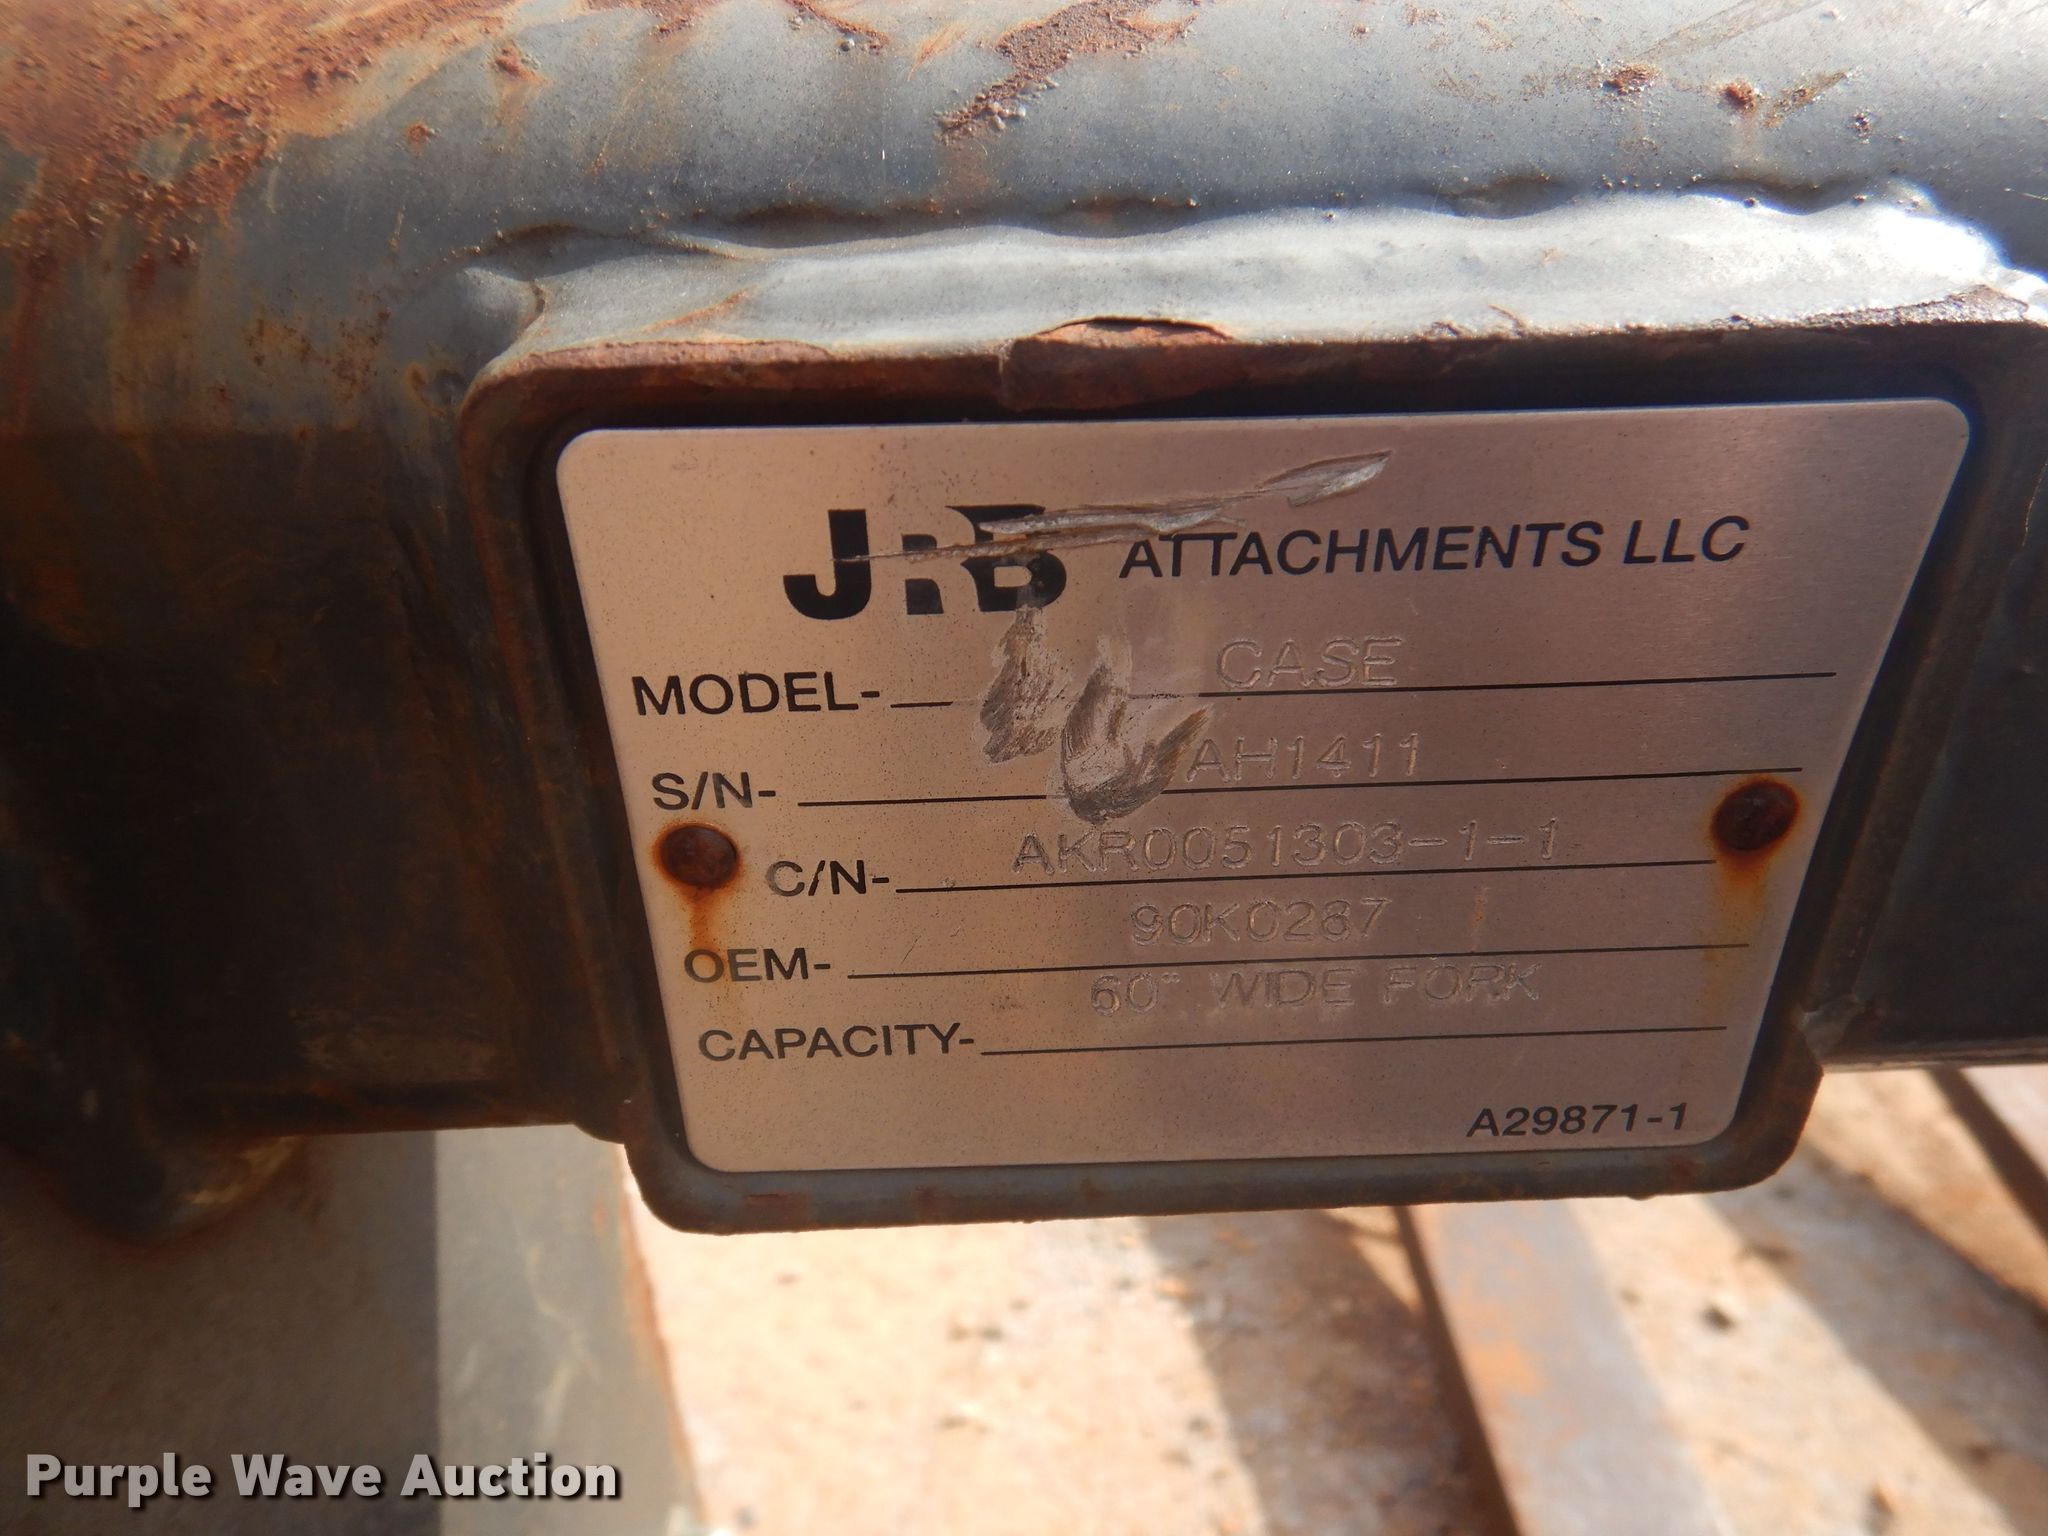 JRB ATTACHMENTS LLC
MODEL- CASE
S/N- AH1411
C/N- AKR0051303-1-1
OEM- 90K0287
CAPACITY- 60" WIDE FORK
A29871-1
Purple Wave Auction